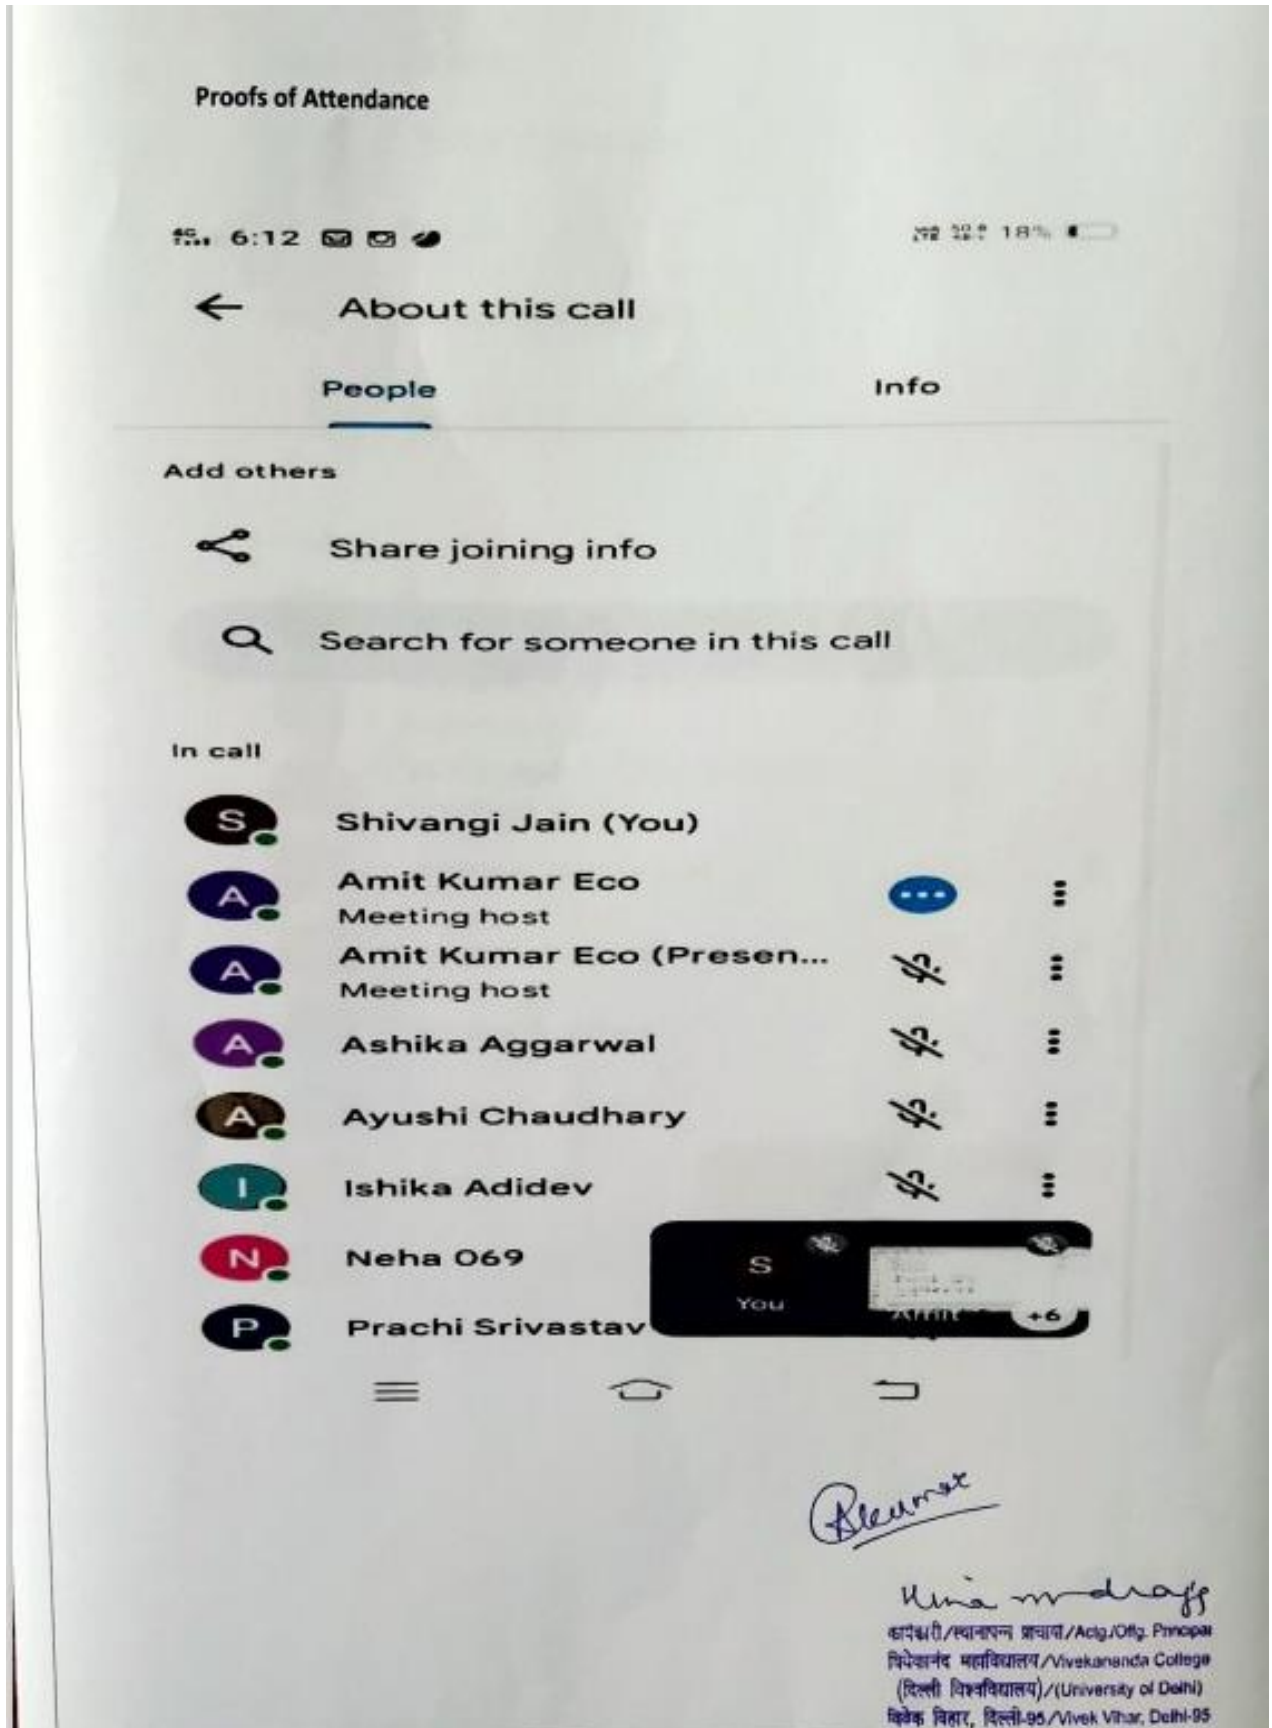 Proofs of Attendance
6:12
18%
About this call
People
Info
Add others
Share joining info
Search for someone in this call
In call
S
Shivangi Jain (You)
A
Amit Kumar Eco
Meeting host
A
Amit Kumar Eco (Presen...
Meeting host
A
Ashika Aggarwal
A
Ayushi Chaudhary
I
Ishika Adidev
N
Neha 069
S
You
Amit
+6
P
Prachi Srivastav
कार्यकारी/स्थानापन्न प्राचार्या/Actg./Offg. Principal
विवेकानंद महाविद्यालय/Vivekananda College
(दिल्ली विश्वविद्यालय)/(University of Delhi)
विवेक विहार, दिल्ली-95/Vivek Vihar, Delhi-95